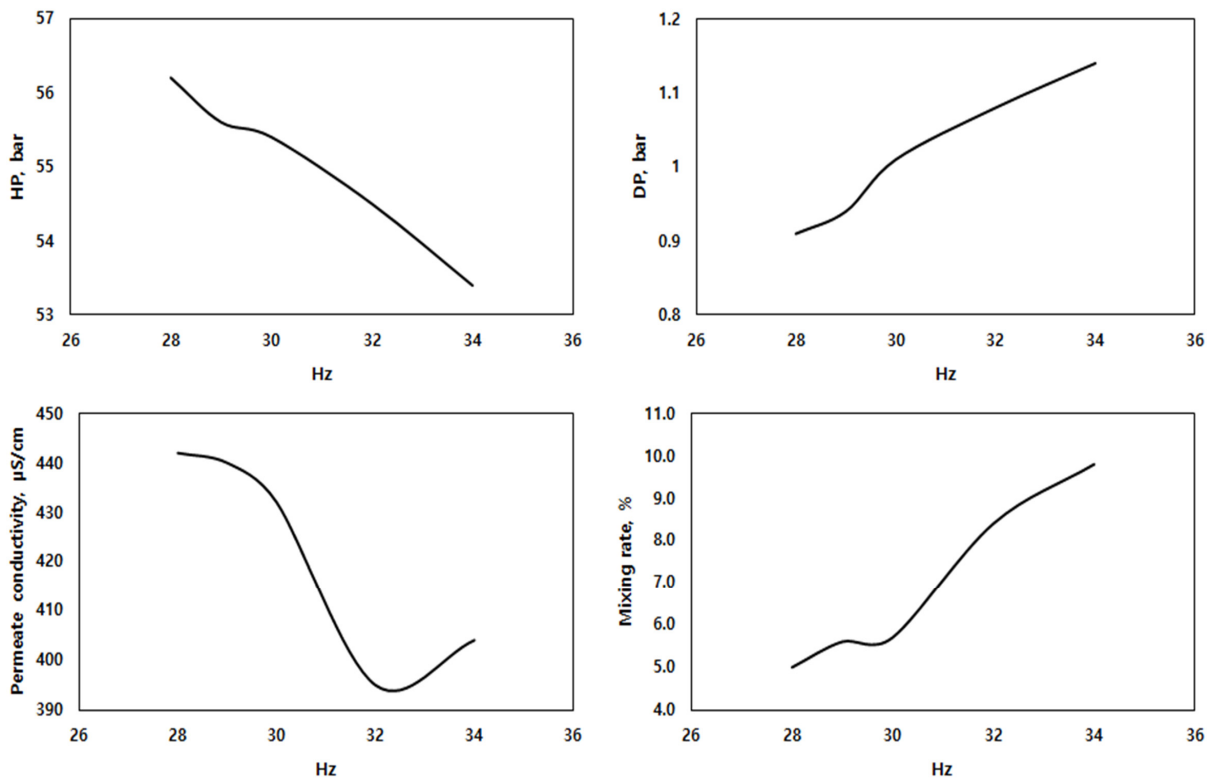 57
56
55
54
53
HP, bar
26 28 30 32 34 36
Hz
1.2
1.1
1
0.9
0.8
DP, bar
26 28 30 32 34 36
Hz
450
440
430
420
410
400
390
Permeate conductivity, µS/cm
26 28 30 32 34 36
Hz
11.0
10.0
9.0
8.0
7.0
6.0
5.0
4.0
Mixing rate, %
26 28 30 32 34 36
Hz